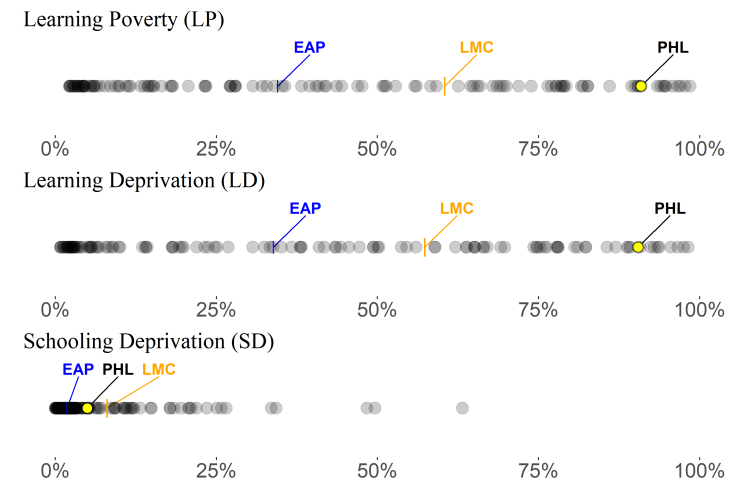 Learning Poverty (LP)
EAP LMC PHL
0% 25% 50% 75% 100%
Learning Deprivation (LD)
EAP LMC PHL
0% 25% 50% 75% 100%
Schooling Deprivation (SD)
EAP PHL LMC
0% 25% 50% 75% 100%